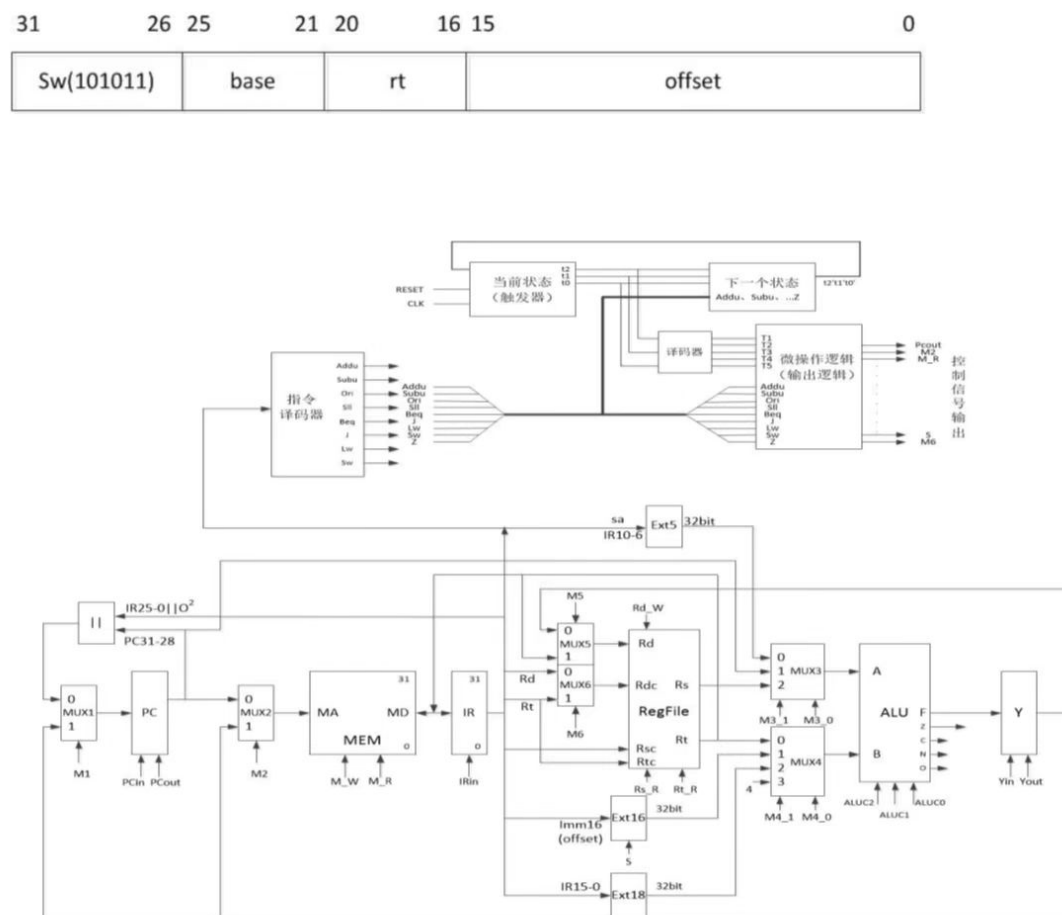 31 26 25 21 20 16 15 0
Sw(101011) base rt offset
当前状态
(触发器)
t2
t1
t0
RESET
CLK
下一个状态
Addu、Subu、...Z
t2't1't0'
译码器
T1
T2
T3
T4
T5
微操作逻辑
(输出逻辑)
Pcout
M2
M_R
S
M6
控制信号输出
指令
译码器
Addu
Subu
Ori
Sll
Beq
J
Lw
Sw
Addu
Subu
Ori
Sll
Beq
J
Lw
Sw
Z
Addu
Subu
Ori
Sll
Beq
J
Lw
Sw
Z
sa
IR10-6
Ext5
32bit
||
IR25-0||O²
PC31-28
M5
Rd_W
0
MUX5
1
0
MUX6
1
M6
Rd
Rt
Rd
Rdc
Rs
RegFile
Rt
Rsc
Rtc
Rs_R
Rt_R
0
MUX1
1
M1
PC
PCin PCout
0
MUX2
1
M2
31
MA MD
MEM
0
M_W M_R
31
IR
0
IRin
0
1
2
MUX3
M3_1 M3_0
0
1
2
3
MUX4
4
M4_1 M4_0
A
ALU
B
F
Z
C
N
O
ALUC2
ALUC1
ALUC0
Y
Yin Yout
Imm16
(offset)
Ext16
32bit
S
IR15-0
Ext18
32bit